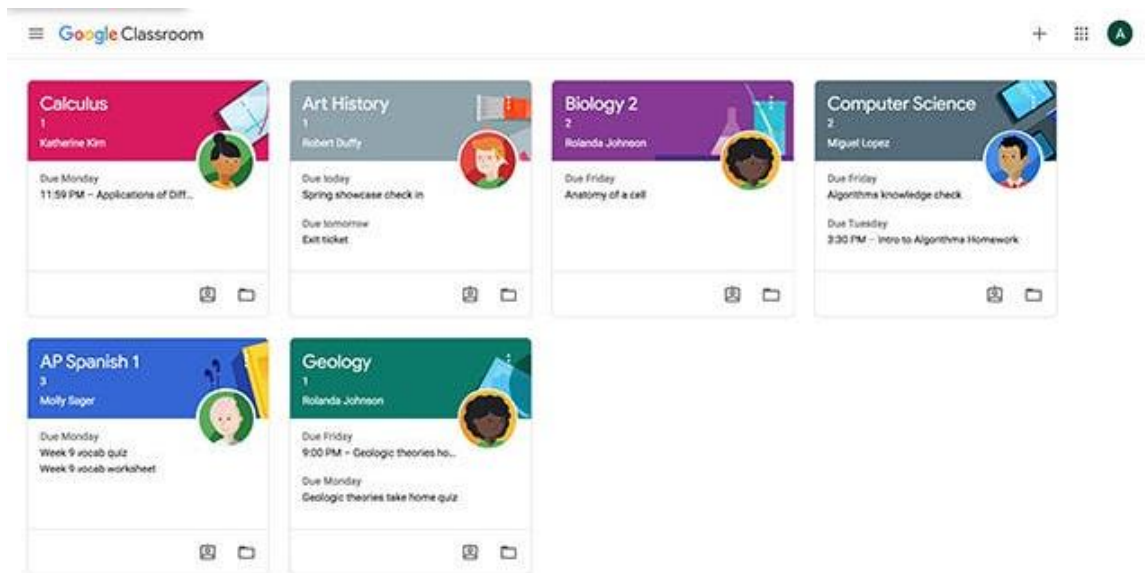 Google Classroom
A
Calculus
1
Katherine Kim
Due Monday
11:59 PM – Applications of Diff...
Art History
1
Robert Duffy
Due today
Spring showcase check in
Due tomorrow
Exit ticket
Biology 2
2
Rolanda Johnson
Due Friday
Anatomy of a cell
Computer Science
2
Miguel Lopez
Due Friday
Algorithms knowledge check
Due Tuesday
3:30 PM – Intro to Algorithms Homework
AP Spanish 1
3
Molly Sager
Due Monday
Week 9 vocab quiz
Week 9 vocab worksheet
Geology
1
Rolanda Johnson
Due Friday
9:00 PM – Geologic theories ho...
Due Monday
Geologic theories take home quiz